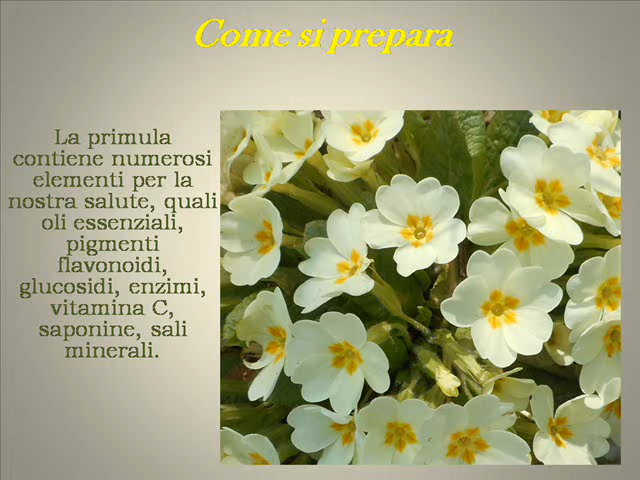 Come si prepara
La primula
contiene numerosi
elementi per la
nostra salute, quali
oli essenziali,
pigmenti
flavonoidi,
glucosidi, enzimi,
vitamina C,
saponine, sali
minerali.